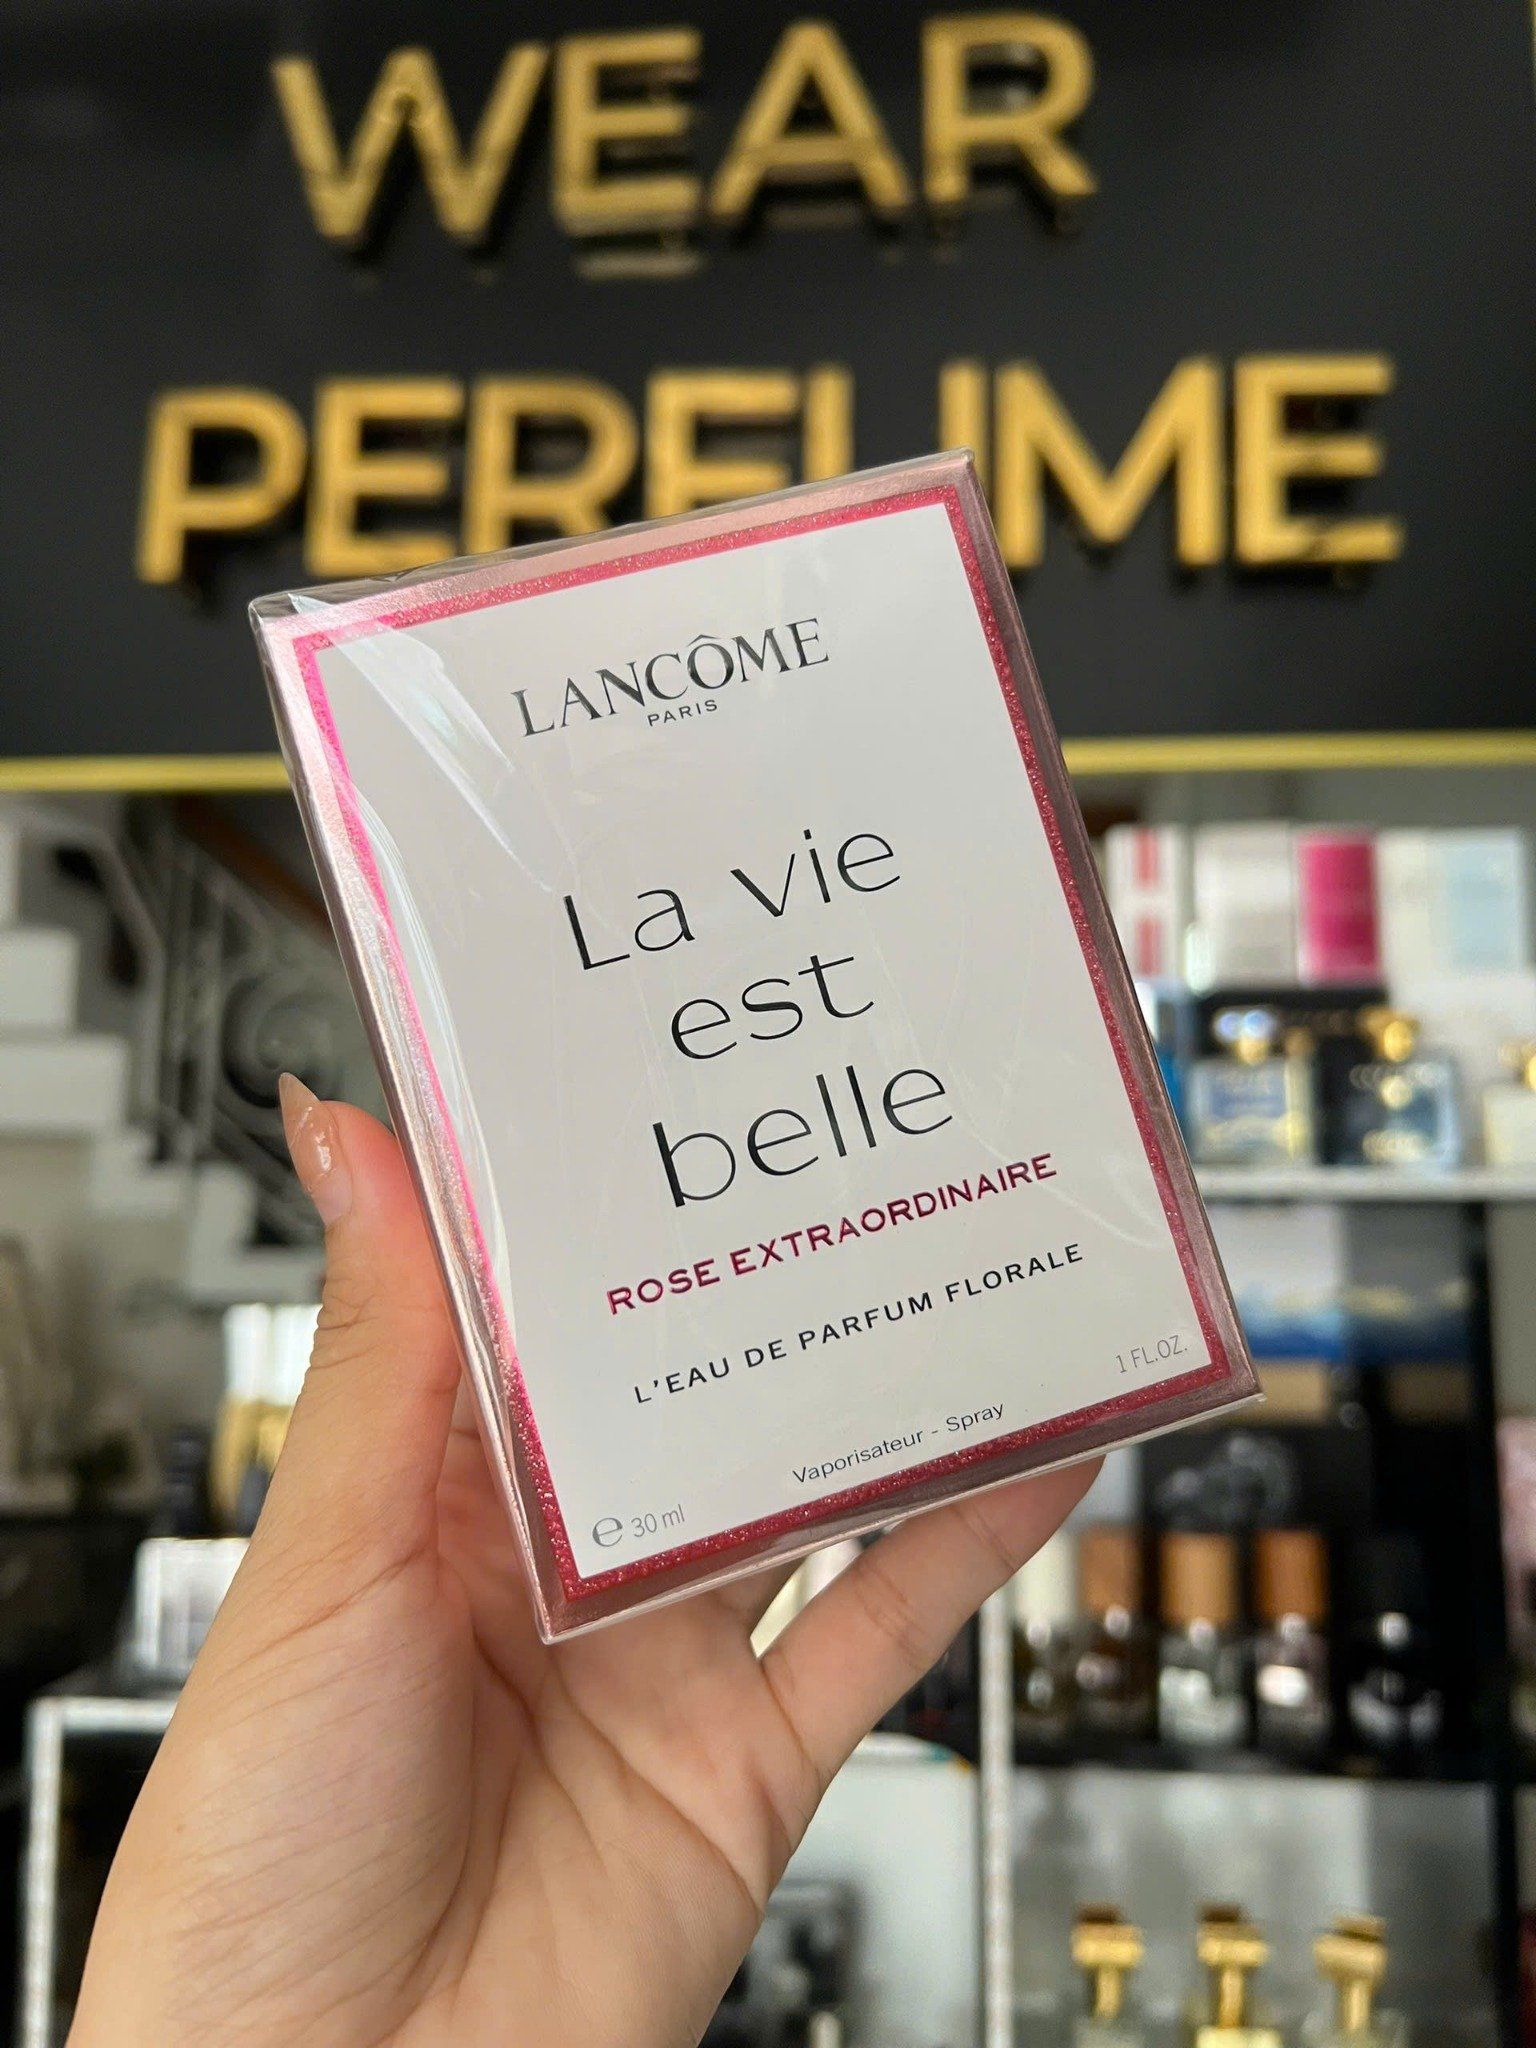 WEAR
PERFUME
LANCÔME
PARIS
La vie
est
belle
ROSE EXTRAORDINAIRE
L'EAU DE PARFUM FLORALE
1 FL.OZ.
Vaporisateur - Spray
℮ 30 ml